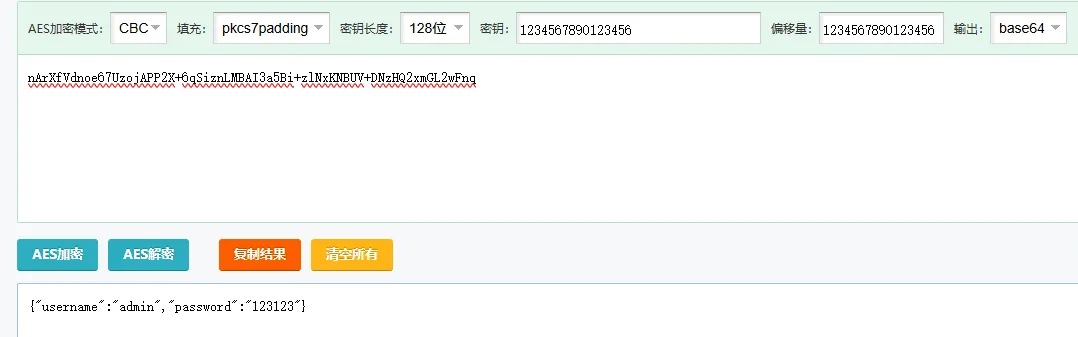 AES加密模式: CBC 填充: pkcs7padding 密钥长度: 128位 密钥: 1234567890123456 偏移量: 1234567890123456 输出: base64
nArXfVdnoe67UzojAPP2X+6qSiznLMBAI3a5Bi+zlNxKNBUV+DNzHQ2xmGL2wFnq
AES加密 AES解密 复制结果 清空所有
{"username":"admin","password":"123123"}